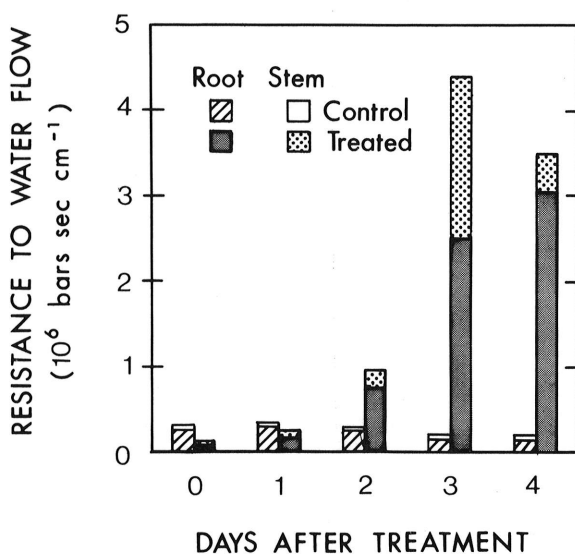 RESISTANCE TO WATER FLOW
(10⁶ bars sec cm⁻¹)
5
4
3
2
1
0
Root Stem
Control
Treated
0 1 2 3 4
DAYS AFTER TREATMENT